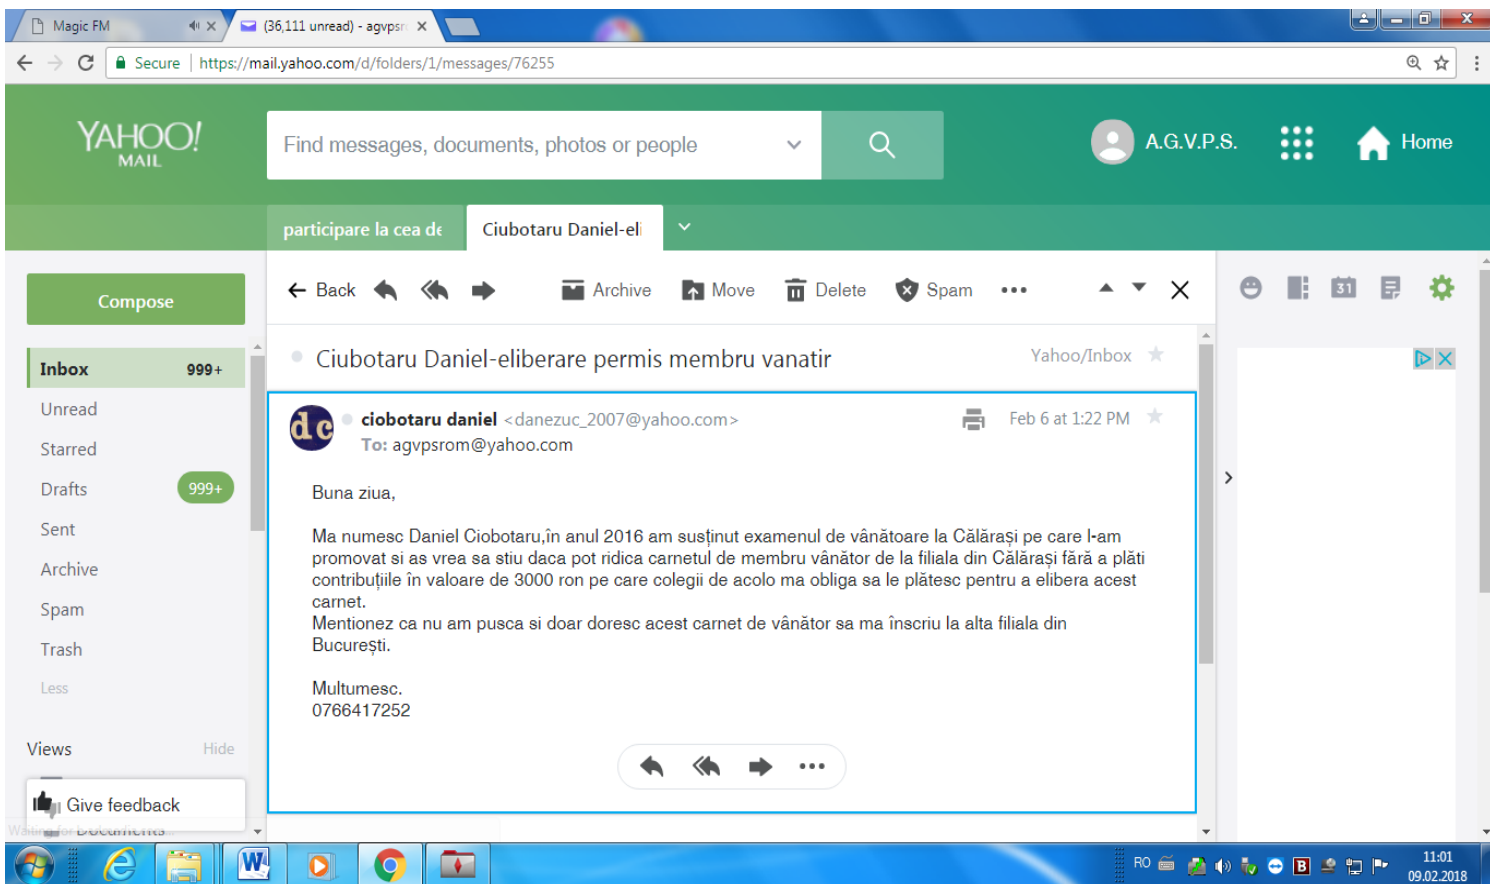 Magic FM
(36,111 unread) - agvpsr
Secure | https://mail.yahoo.com/d/folders/1/messages/76255
YAHOO!
MAIL
Find messages, documents, photos or people
A.G.V.P.S.
Home
participare la cea de
Ciubotaru Daniel-eli
Compose
Back
Archive
Move
Delete
Spam
31
Inbox 999+
Ciubotaru Daniel-eliberare permis membru vanatir
Yahoo/Inbox
Unread
Starred
Drafts 999+
Sent
Archive
Spam
Trash
Less
Views Hide
Give feedback
dc
ciobotaru daniel <danezuc_2007@yahoo.com>
Feb 6 at 1:22 PM
To: agvpsrom@yahoo.com
Buna ziua,
Ma numesc Daniel Ciobotaru,în anul 2016 am susținut examenul de vânătoare la Călărași pe care l-am
promovat si as vrea sa stiu daca pot ridica carnetul de membru vânător de la filiala din Călărași fără a plăti
contribuțiile în valoare de 3000 ron pe care colegii de acolo ma obliga sa le plătesc pentru a elibera acest
carnet.
Mentionez ca nu am pusca si doar doresc acest carnet de vânător sa ma înscriu la alta filiala din
București.
Multumesc.
0766417252
RO
11:01
09.02.2018